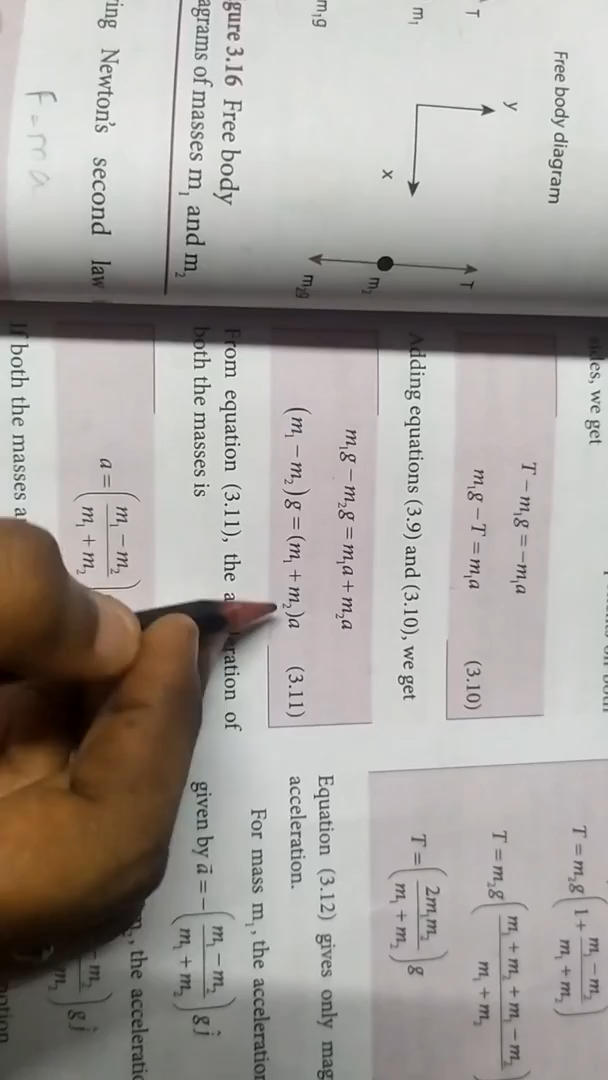 Free body diagram
y
x
T
m₁
m₁g
T
m₂
m₂g
gure 3.16 Free body
agrams of masses m₁ and m₂
ing Newton's second law
F = ma
ides, we get
T − m₁g = −m₁a
m₁g − T = m₁a (3.10)
Adding equations (3.9) and (3.10), we get
m₁g − m₂g = m₁a + m₂a
(m₁ − m₂)g = (m₁ + m₂)a (3.11)
From equation (3.11), the a ration of
both the masses is
a = (m₁ − m₂ / m₁ + m₂)
If both the masses a
T = m₂g (1 + m₁ − m₂ / m₁ + m₂)
T = m₂g (m₁ + m₂ + m₁ − m₂ / m₁ + m₂)
T = (2m₁m₂ / m₁ + m₂) g
Equation (3.12) gives only mag
acceleration.
For mass m₁, the acceleration
given by a⃗ = −(m₁ − m₂ / m₁ + m₂) g ĵ
, the accelerati
g ĵ